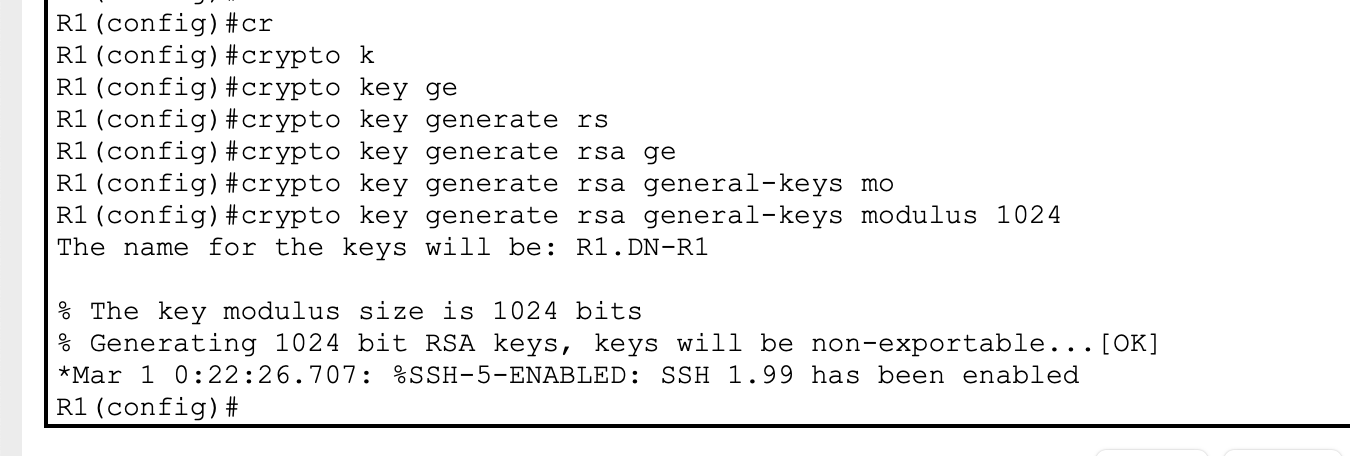 R1(config)#cr
R1(config)#crypto k
R1(config)#crypto key ge
R1(config)#crypto key generate rs
R1(config)#crypto key generate rsa ge
R1(config)#crypto key generate rsa general-keys mo
R1(config)#crypto key generate rsa general-keys modulus 1024
The name for the keys will be: R1.DN-R1
% The key modulus size is 1024 bits
% Generating 1024 bit RSA keys, keys will be non-exportable...[OK]
*Mar 1 0:22:26.707: %SSH-5-ENABLED: SSH 1.99 has been enabled
R1(config)#